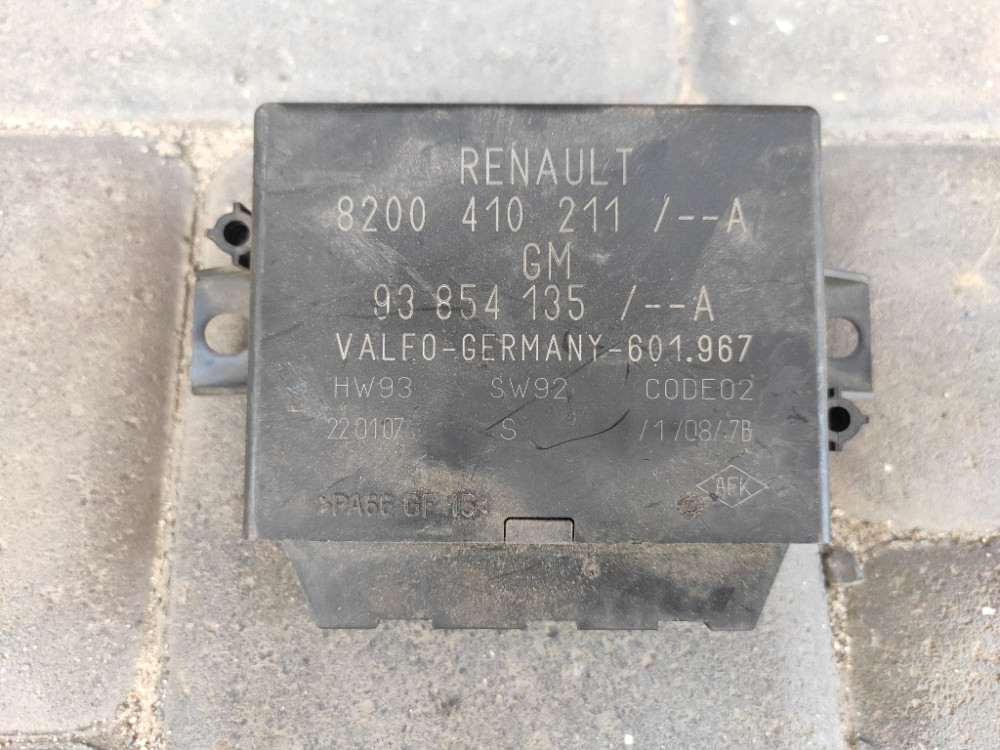 RENAULT
8200 410 211 /--A
GM
93 854 135 /--A
VALEO-GERMANY-601.967
HW93 SW92 CODE02
220107 S /1/08/7B
>PA66 GF 15<
AFK